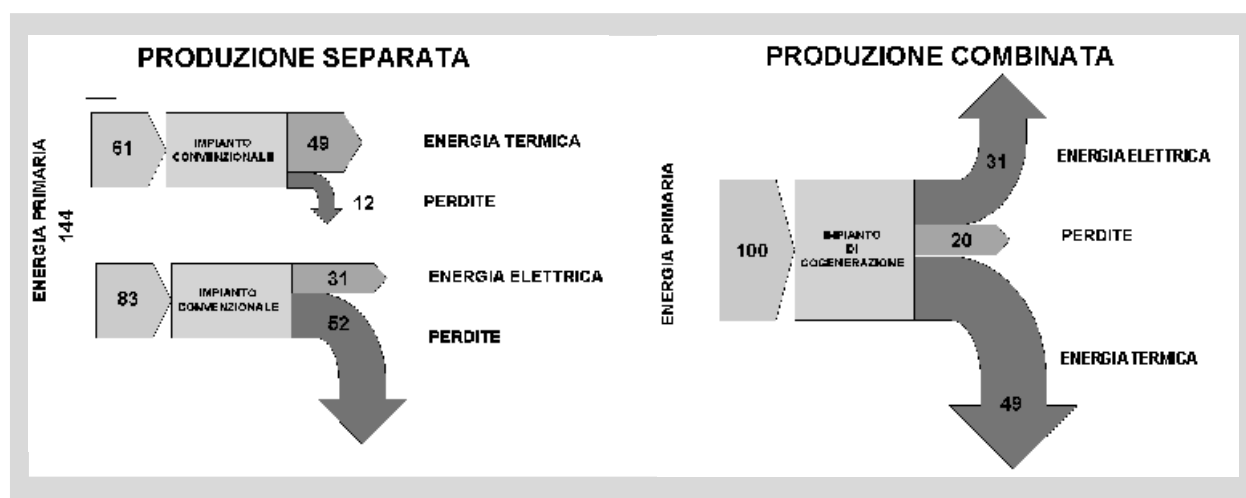 PRODUZIONE SEPARATA
ENERGIA PRIMARIA
144
61
IMPIANTO
CONVENZIONALE
49
ENERGIA TERMICA
12
PERDITE
83
IMPIANTO
CONVENZIONALE
31
ENERGIA ELETTRICA
52
PERDITE
PRODUZIONE COMBINATA
ENERGIA PRIMARIA
100
IMPIANTO
DI
COGENERAZIONE
31
ENERGIA ELETTRICA
20
PERDITE
ENERGIA TERMICA
49